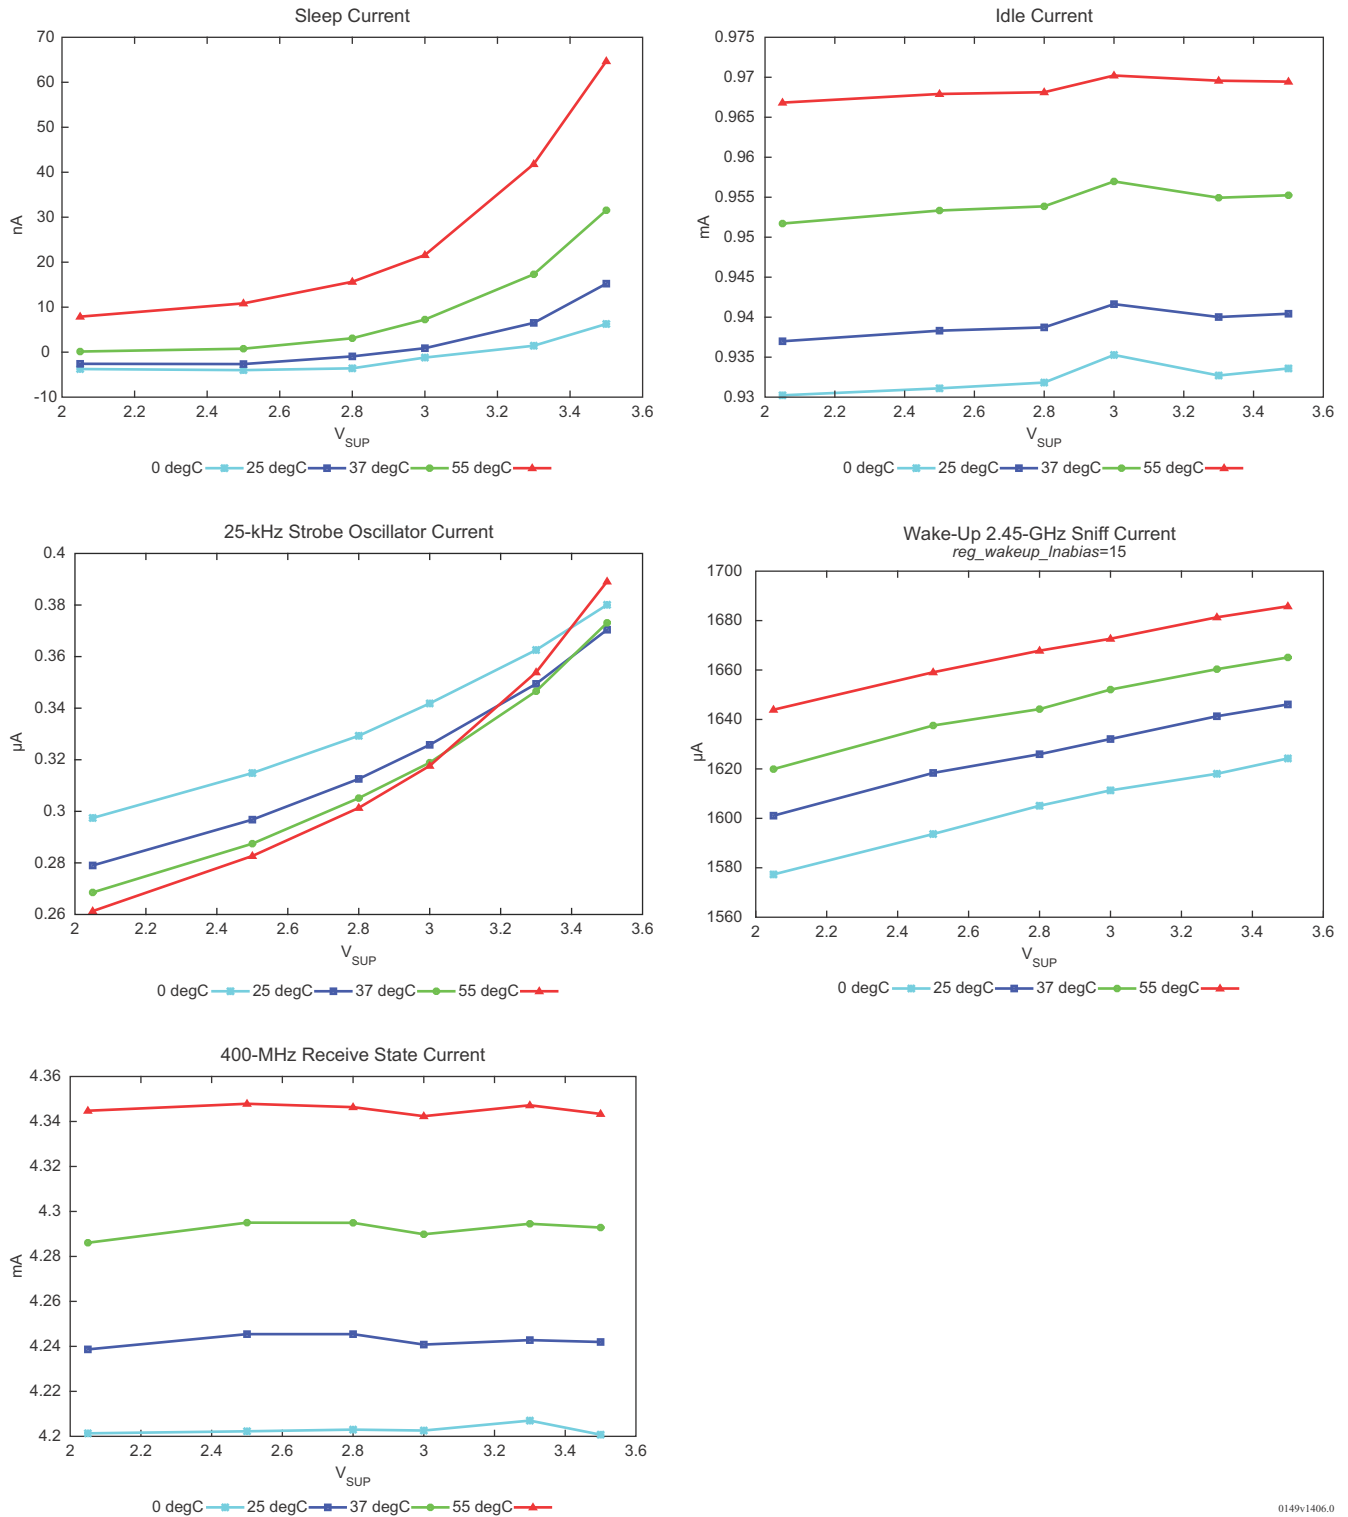 Sleep Current
70
60
50
40
30
20
10
0
-10
nA
2 2.2 2.4 2.6 2.8 3 3.2 3.4 3.6
VSUP
0 degC 25 degC 37 degC 55 degC
Idle Current
0.975
0.97
0.965
0.96
0.955
0.95
0.945
0.94
0.935
0.93
mA
2 2.2 2.4 2.6 2.8 3 3.2 3.4 3.6
VSUP
0 degC 25 degC 37 degC 55 degC
25-kHz Strobe Oscillator Current
0.4
0.38
0.36
0.34
0.32
0.3
0.28
0.26
µA
2 2.2 2.4 2.6 2.8 3 3.2 3.4 3.6
VSUP
0 degC 25 degC 37 degC 55 degC
Wake-Up 2.45-GHz Sniff Current
reg_wakeup_lnabias=15
1700
1680
1660
1640
1620
1600
1580
1560
µA
2 2.2 2.4 2.6 2.8 3 3.2 3.4 3.6
VSUP
0 degC 25 degC 37 degC 55 degC
400-MHz Receive State Current
4.36
4.34
4.32
4.3
4.28
4.26
4.24
4.22
4.2
mA
2 2.2 2.4 2.6 2.8 3 3.2 3.4 3.6
VSUP
0 degC 25 degC 37 degC 55 degC
0149v1406.0